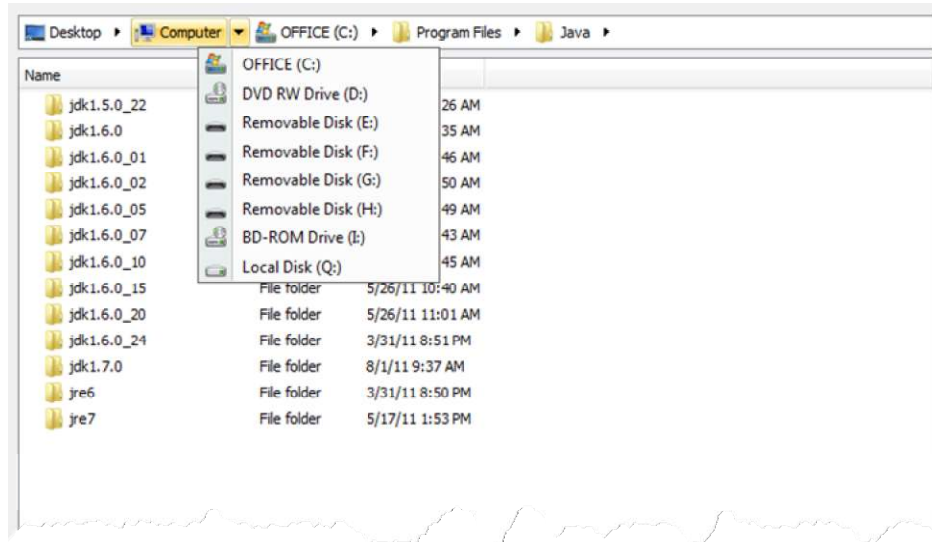 Desktop Computer OFFICE (C:) Program Files Java
OFFICE (C:)
Name
DVD RW Drive (D:)
jdk1.5.0_22 26 AM
Removable Disk (E:)
jdk1.6.0 35 AM
Removable Disk (F:)
jdk1.6.0_01 46 AM
Removable Disk (G:)
jdk1.6.0_02 50 AM
Removable Disk (H:)
jdk1.6.0_05 49 AM
BD-ROM Drive (I:)
jdk1.6.0_07 43 AM
Local Disk (Q:)
jdk1.6.0_10 45 AM
jdk1.6.0_15 File folder 5/26/11 10:40 AM
jdk1.6.0_20 File folder 5/26/11 11:01 AM
jdk1.6.0_24 File folder 3/31/11 8:51 PM
jdk1.7.0 File folder 8/1/11 9:37 AM
jre6 File folder 3/31/11 8:50 PM
jre7 File folder 5/17/11 1:53 PM